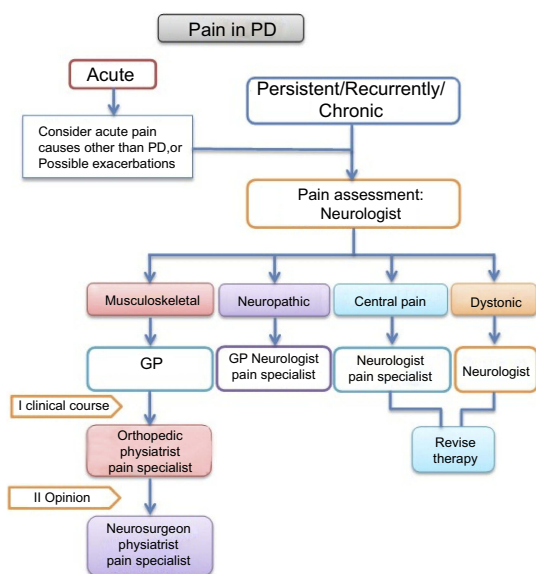 Pain in PD
Acute
Persistent/Recurrently/
Chronic
Consider acute pain
causes other than PD,or
Possible exacerbations
Pain assessment:
Neurologist
Musculoskeletal
Neuropathic
Central pain
Dystonic
GP
GP Neurologist
pain specialist
Neurologist
pain specialist
Neurologist
I clinical course
Orthopedic
physiatrist
pain specialist
Revise
therapy
II Opinion
Neurosurgeon
physiatrist
pain specialist